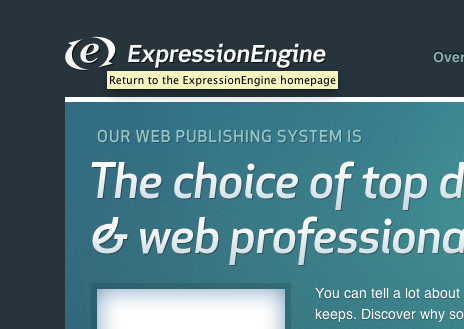 ExpressionEngine
Over
Return to the ExpressionEngine homepage
OUR WEB PUBLISHING SYSTEM IS
The choice of top d
& web professiona
You can tell a lot about
keeps. Discover why so